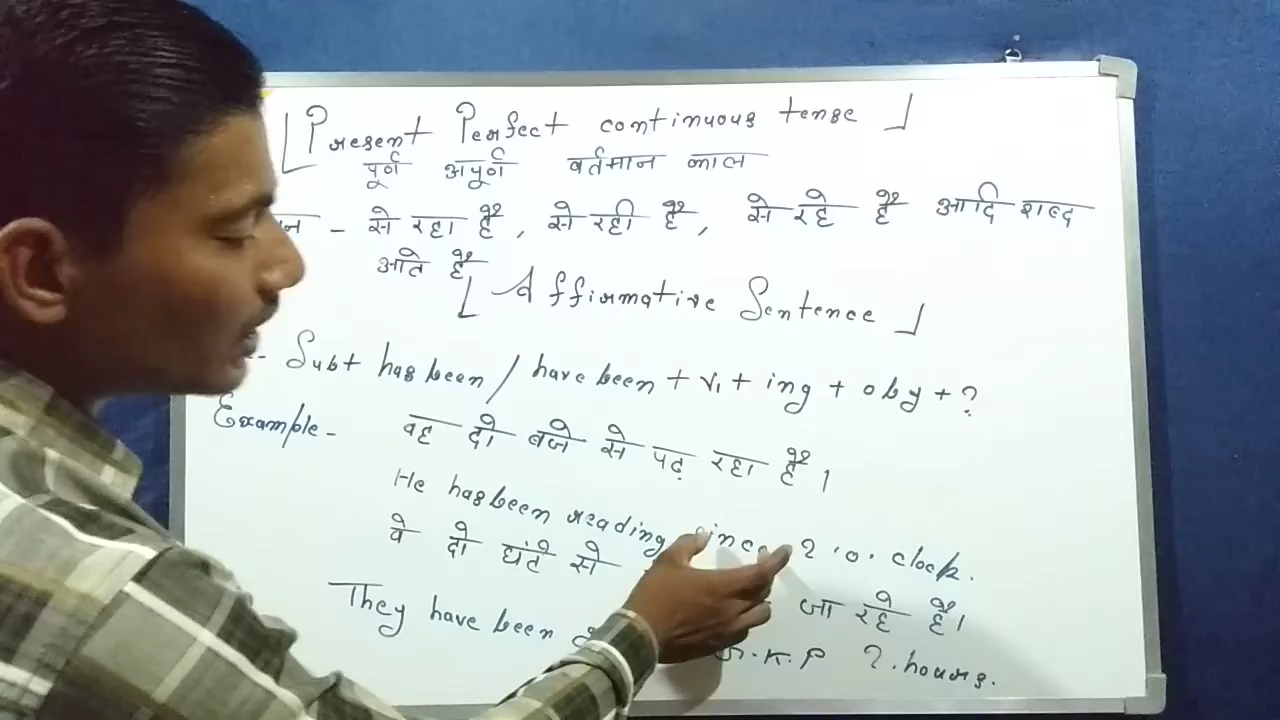 [Present Perfect continuous tense]
पूर्ण अपूर्ण वर्तमान काल
- से रहा है, से रही है, से रहे हैं आदि शब्द
आते हैं
[Affirmative Sentence]
Subt has been / have been + v₁ + ing + obj + ?
Example - वह दो बजे से पढ़ रहा है।
He has been reading since 2 'o' clock.
वे दो घंटे से जा रहे हैं।
They have been J.K.P 2. hours.